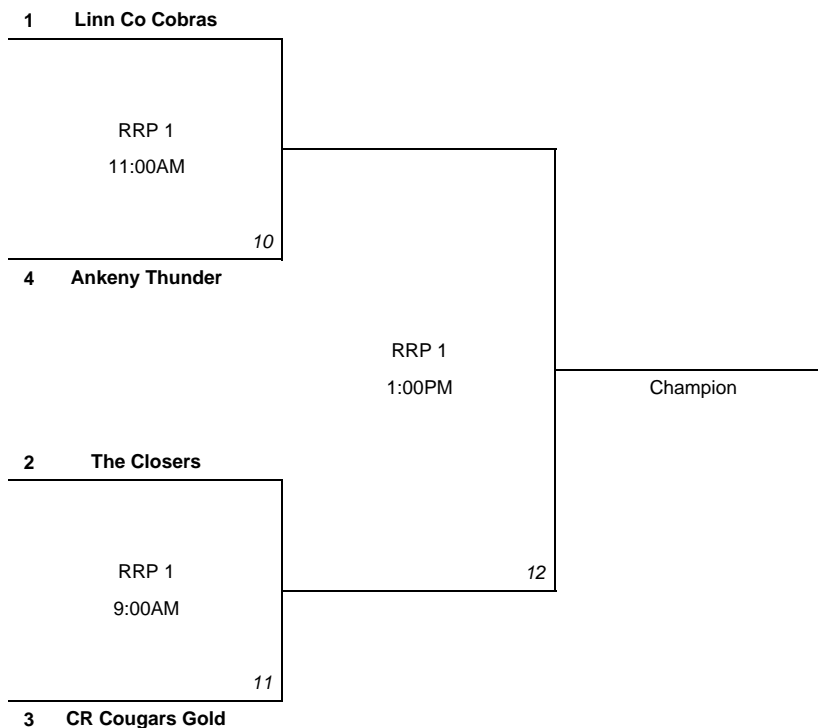 1 Linn Co Cobras
RRP 1
11:00AM
10
4 Ankeny Thunder
RRP 1
1:00PM
Champion
2 The Closers
RRP 1
12
9:00AM
11
3 CR Cougars Gold